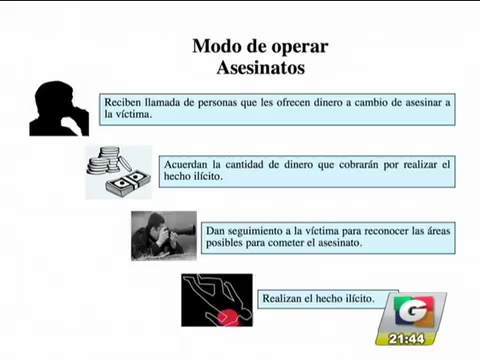 Modo de operar
Asesinatos
Reciben llamada de personas que les ofrecen dinero a cambio de asesinar a
la víctima.
Acuerdan la cantidad de dinero que cobrarán por realizar el
hecho ilícito.
Dan seguimiento a la víctima para reconocer las áreas
posibles para cometer el asesinato.
Realizan el hecho ilícito.
G
21:44